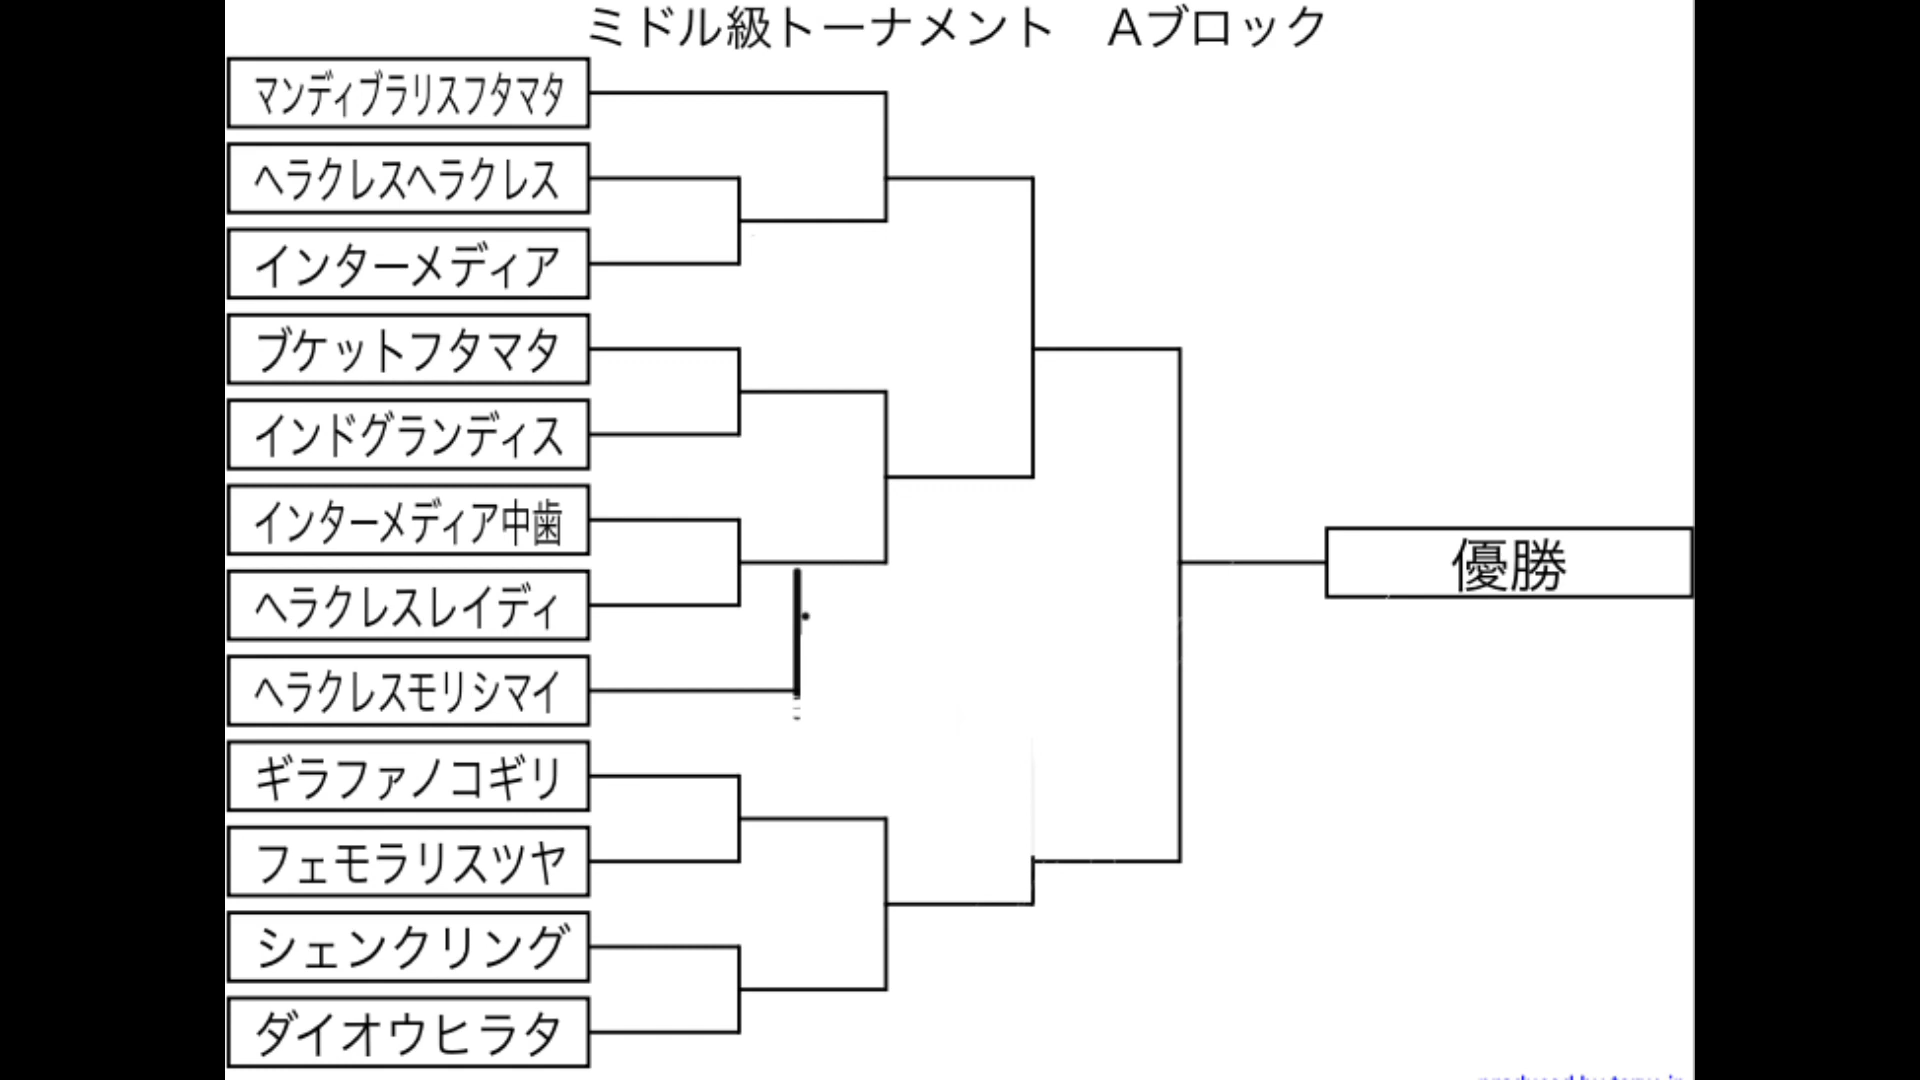 ミドル級トーナメント　Aブロック
マンディブラリスフタマタ
ヘラクレスヘラクレス
インターメディア
ブケットフタマタ
インドグランディス
インターメディア中歯
ヘラクレスレイディ
ヘラクレスモリシマイ
ギラファノコギリ
フェモラリスツヤ
シェンクリング
ダイオウヒラタ
優勝